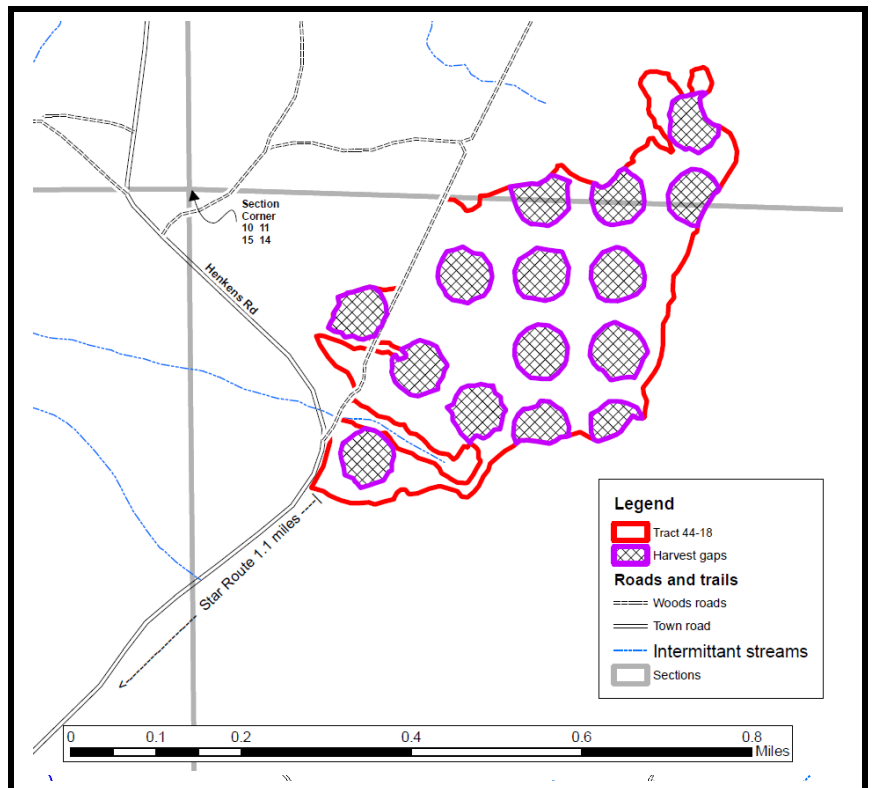 Section
Corner
10 11
15 14
Henkens Rd
Star Route 1.1 miles
Legend
Tract 44-18
Harvest gaps
Roads and trails
Woods roads
Town road
Intermittant streams
Sections
0 0.1 0.2 0.4 0.6 0.8
Miles